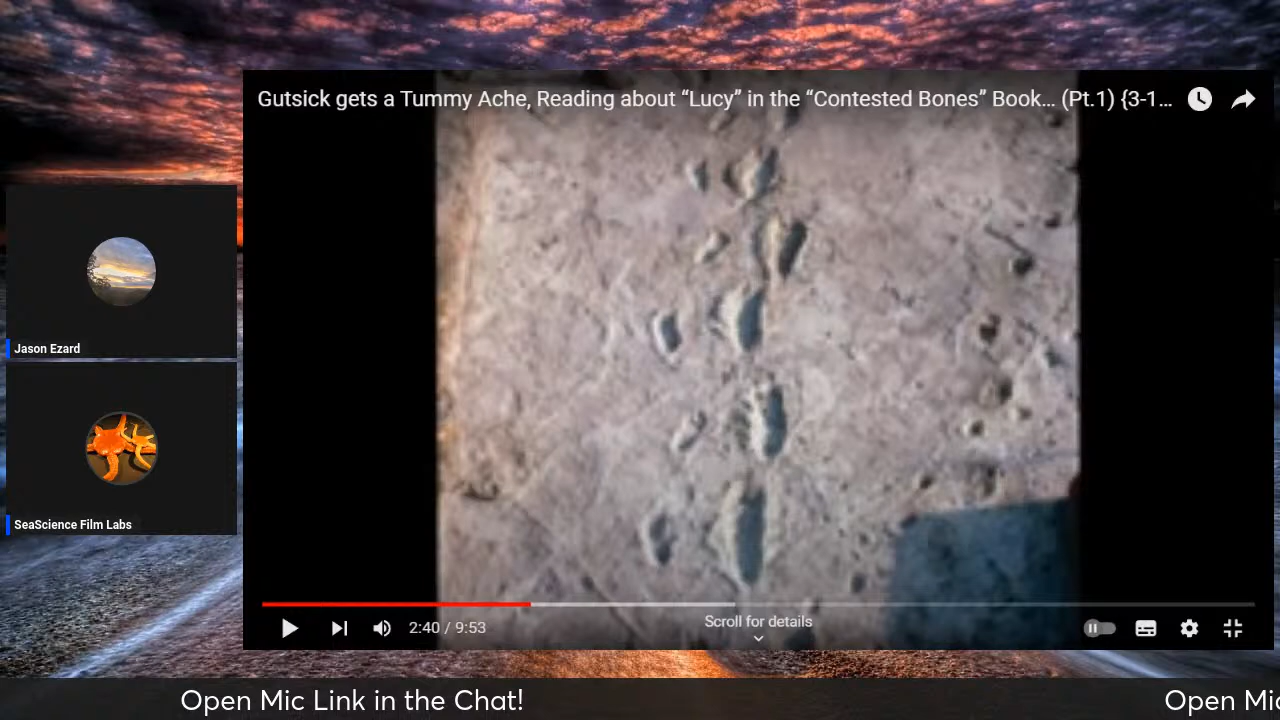 Gutsick gets a Tummy Ache, Reading about “Lucy” in the “Contested Bones” Book... (Pt.1) {3-1...
Jason Ezard
SeaScience Film Labs
2:40 / 9:53
Scroll for details
Open Mic Link in the Chat!
Open Mic